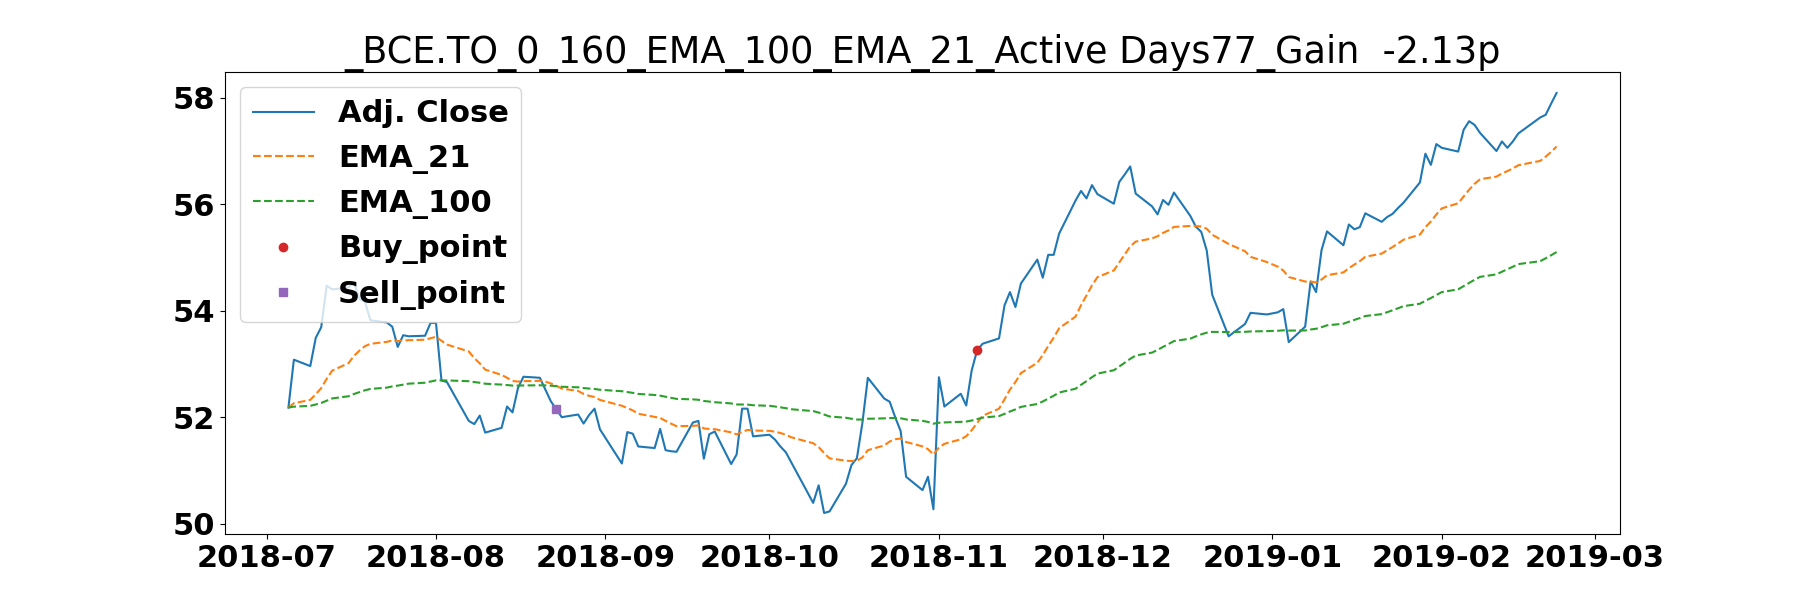 _BCE.TO_0_160_EMA_100_EMA_21_Active Days77_Gain  -2.13p
58
56
54
52
50
Adj. Close
EMA_21
EMA_100
Buy_point
Sell_point
2018-07 2018-08 2018-09 2018-10 2018-11 2018-12 2019-01 2019-02 2019-03